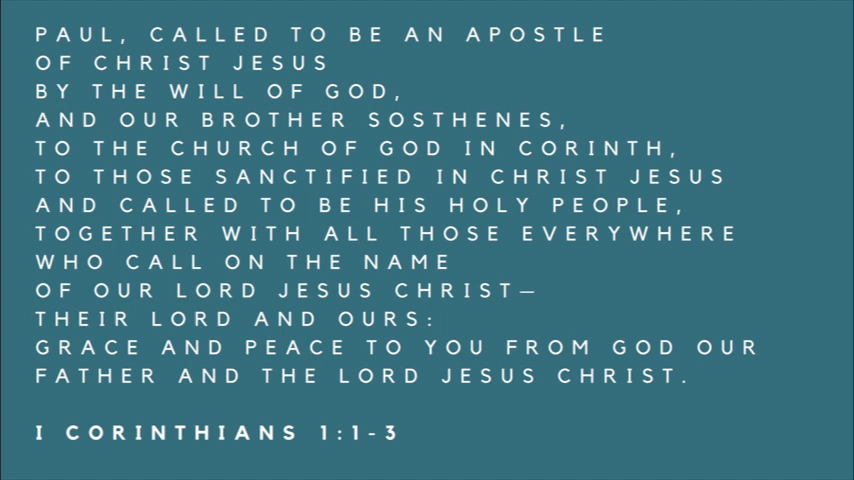 PAUL, CALLED TO BE AN APOSTLE
OF CHRIST JESUS
BY THE WILL OF GOD,
AND OUR BROTHER SOSTHENES,
TO THE CHURCH OF GOD IN CORINTH,
TO THOSE SANCTIFIED IN CHRIST JESUS
AND CALLED TO BE HIS HOLY PEOPLE,
TOGETHER WITH ALL THOSE EVERYWHERE
WHO CALL ON THE NAME
OF OUR LORD JESUS CHRIST—
THEIR LORD AND OURS:
GRACE AND PEACE TO YOU FROM GOD OUR
FATHER AND THE LORD JESUS CHRIST.
I CORINTHIANS 1:1-3